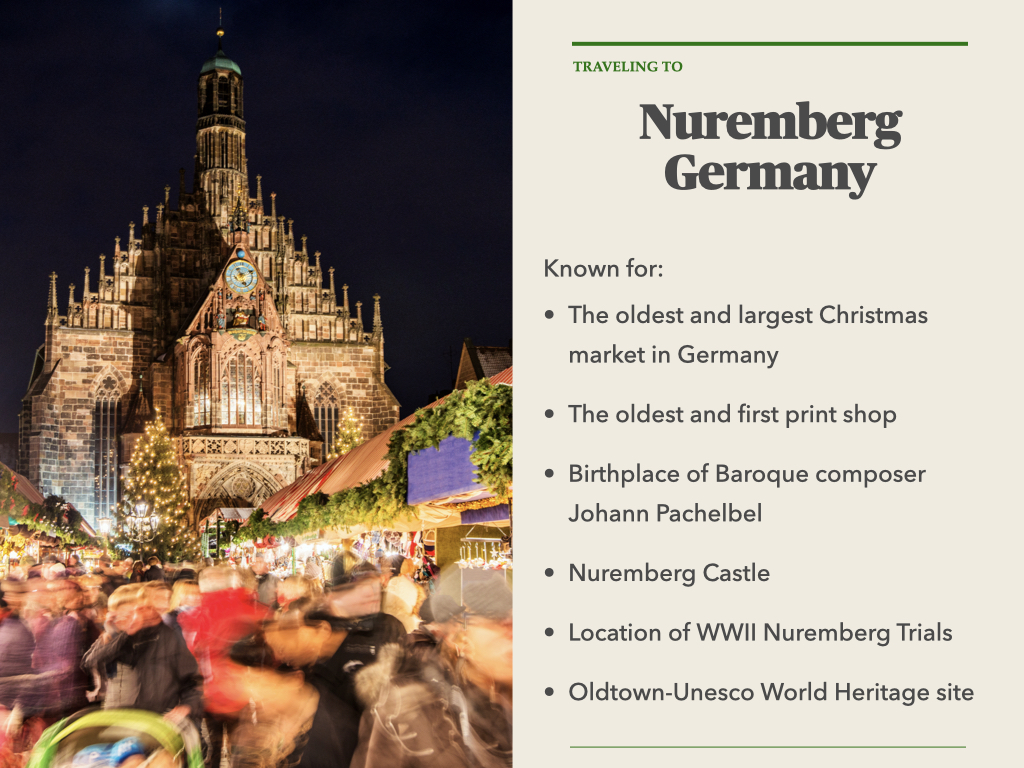 TRAVELING TO
Nuremberg
Germany
Known for:
• The oldest and largest Christmas
market in Germany
• The oldest and first print shop
• Birthplace of Baroque composer
Johann Pachelbel
• Nuremberg Castle
• Location of WWII Nuremberg Trials
• Oldtown-Unesco World Heritage site